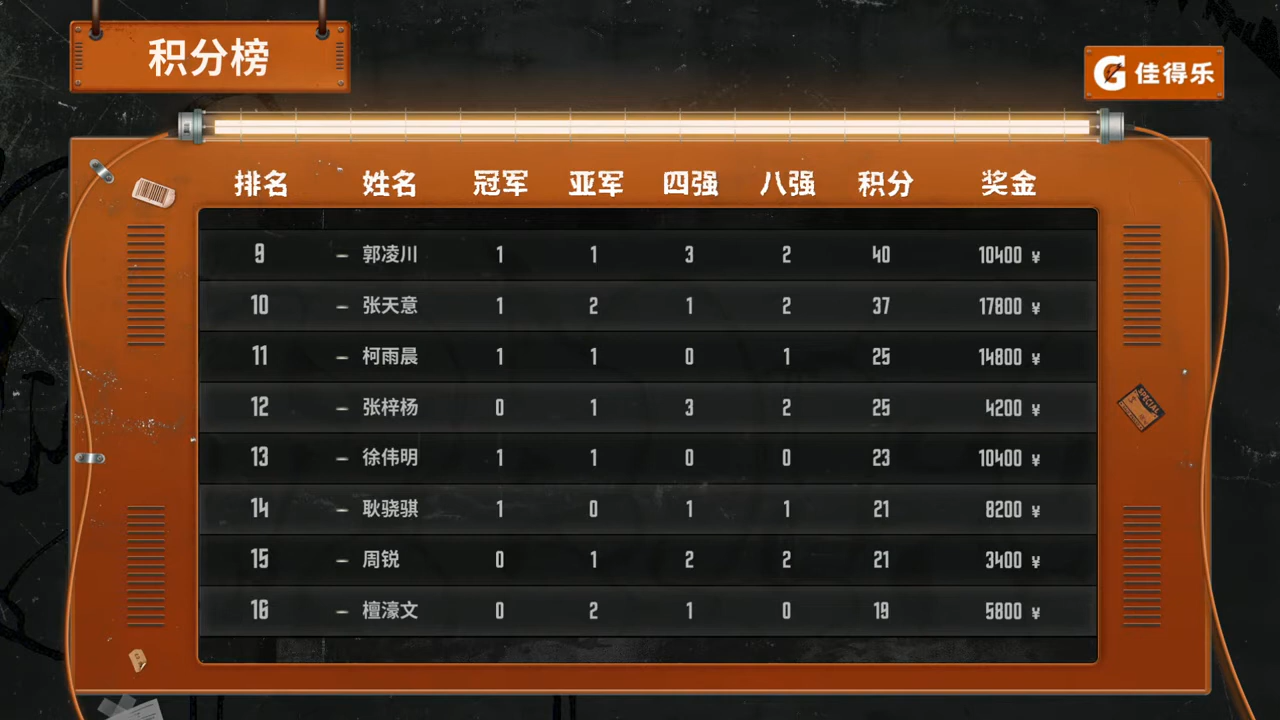 积分榜
G 佳得乐
排名 姓名 冠军 亚军 四强 八强 积分 奖金
9 – 郭凌川 1 1 3 2 40 10400 ¥
10 – 张天意 1 2 1 2 37 17800 ¥
11 – 柯雨晨 1 1 0 1 25 14800 ¥
12 – 张梓杨 0 1 3 2 25 4200 ¥
13 – 徐伟明 1 1 0 0 23 10400 ¥
14 – 耿骁骐 1 0 1 1 21 8200 ¥
15 – 周锐 0 1 2 2 21 3400 ¥
16 – 檀濠文 0 2 1 0 19 5800 ¥
SPECIAL